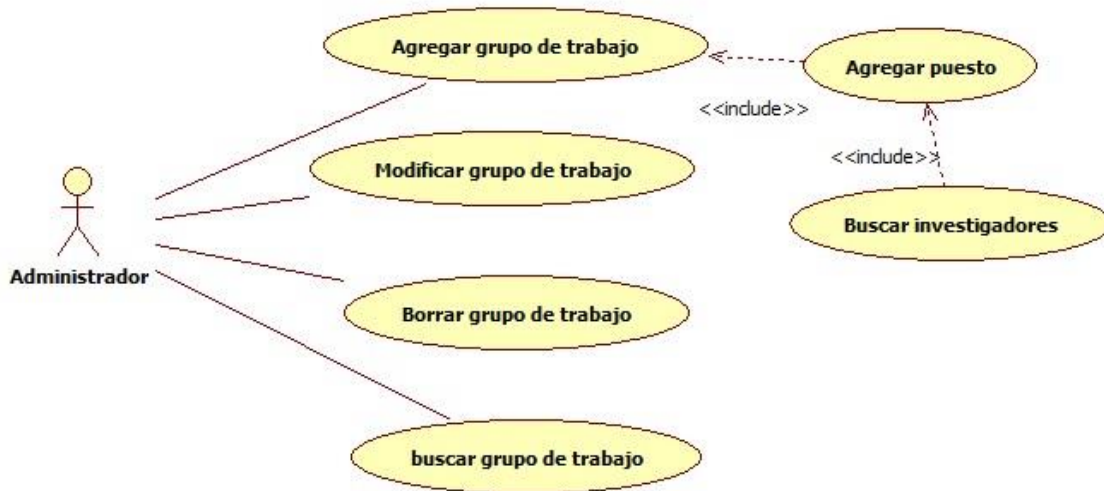 Agregar grupo de trabajo
Agregar puesto
<<include>>
Modificar grupo de trabajo
<<include>>
Buscar investigadores
Administrador
Borrar grupo de trabajo
buscar grupo de trabajo